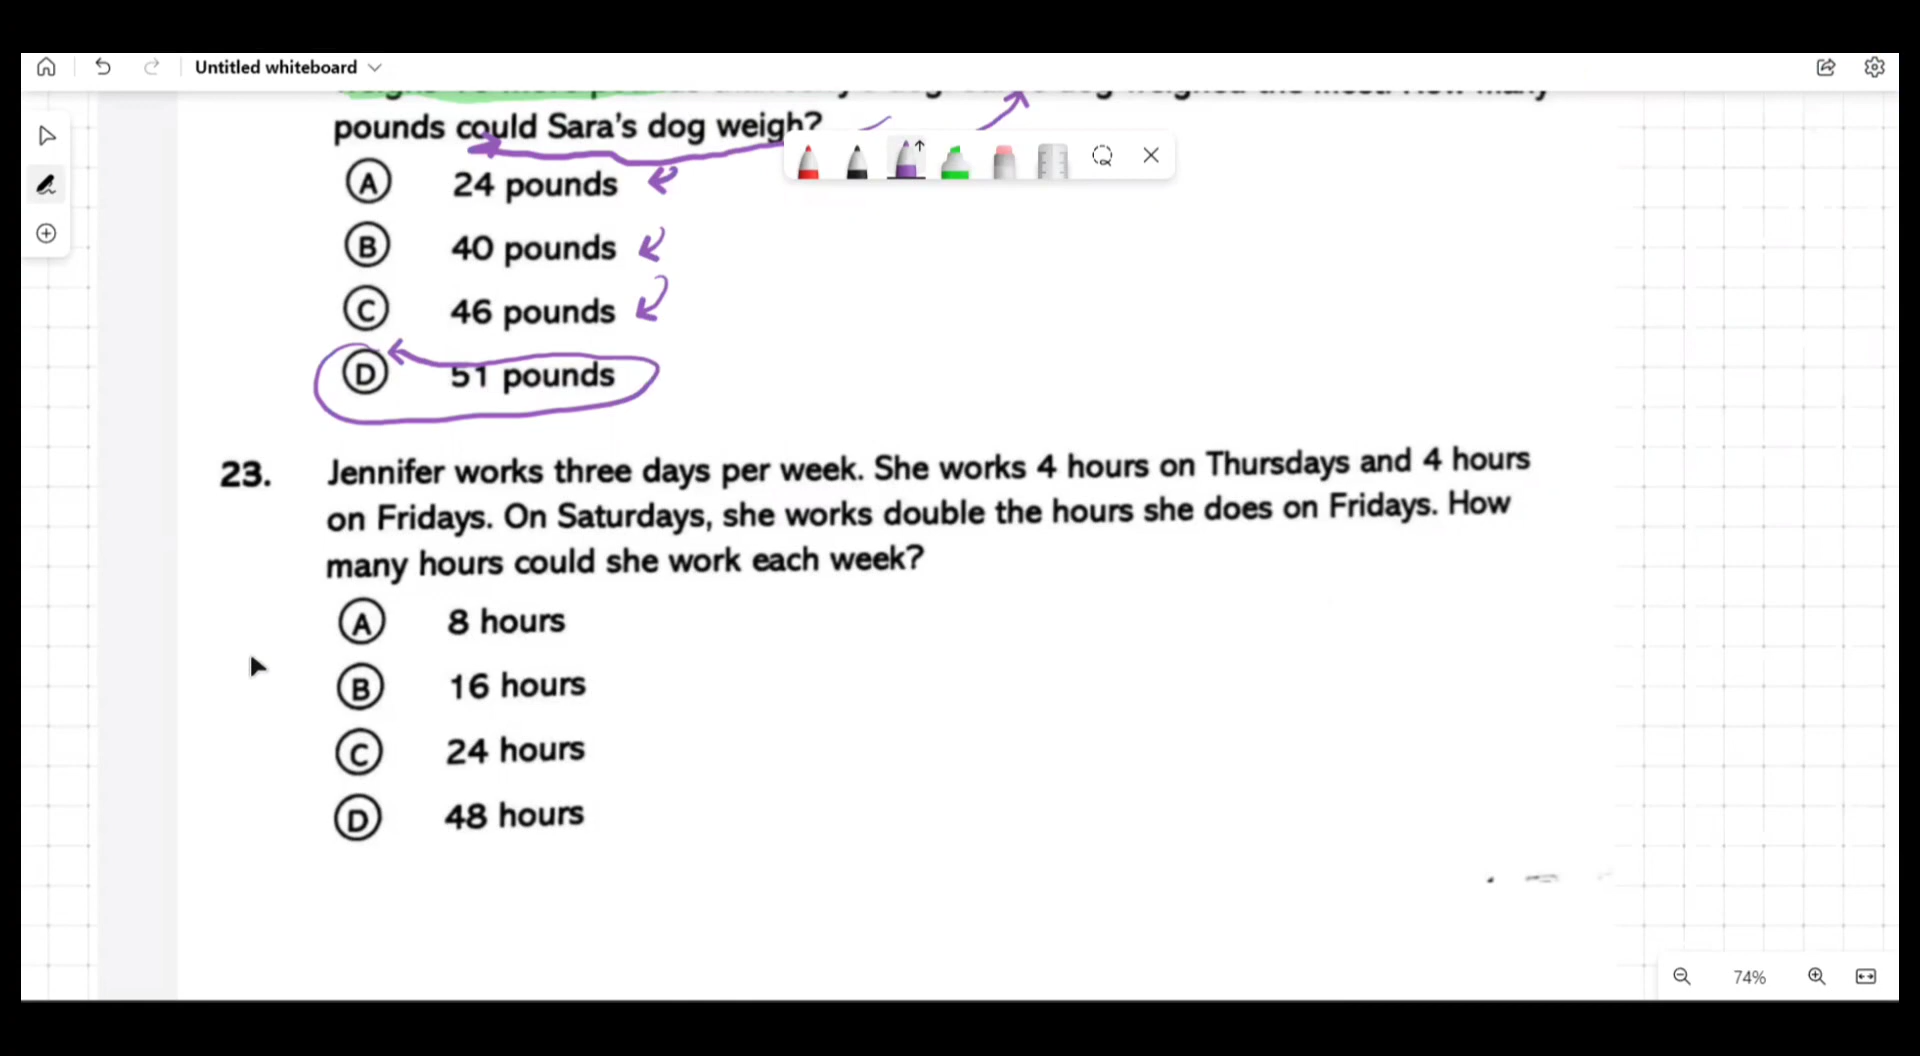 Untitled whiteboard
pounds could Sara's dog weigh?
A 24 pounds
B 40 pounds
C 46 pounds
D 51 pounds
23. Jennifer works three days per week. She works 4 hours on Thursdays and 4 hours
on Fridays. On Saturdays, she works double the hours she does on Fridays. How
many hours could she work each week?
A 8 hours
B 16 hours
C 24 hours
D 48 hours
74%